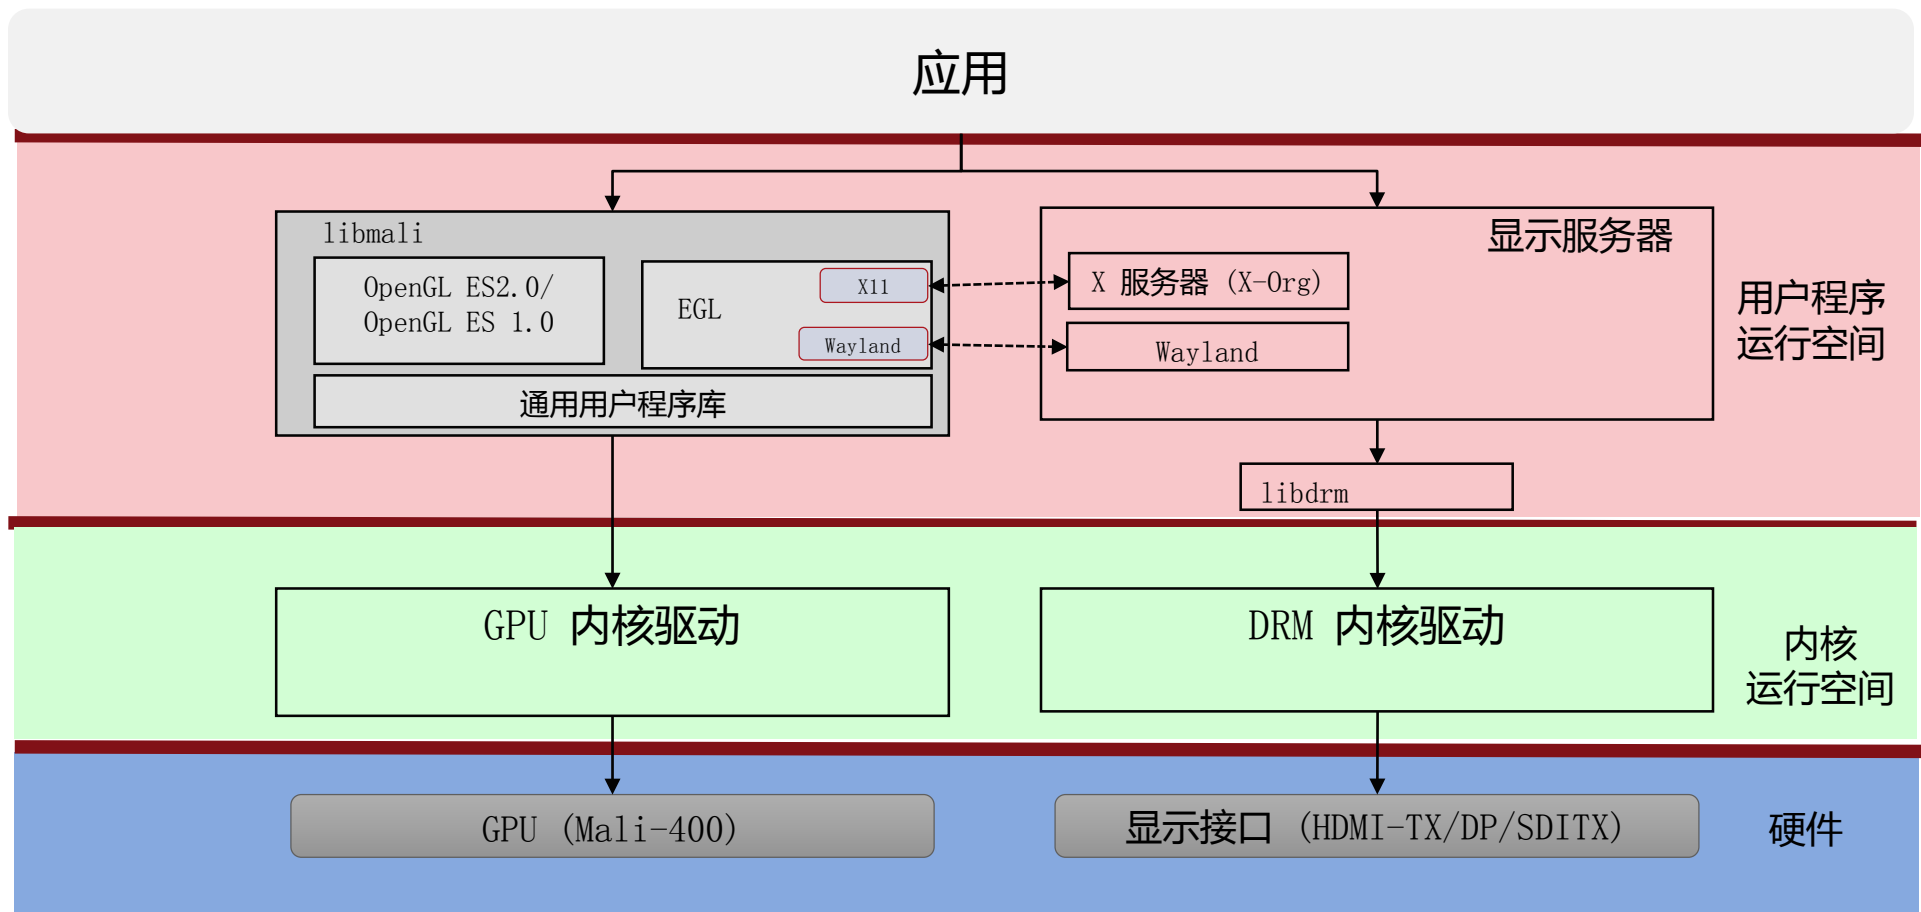 应用
libmali
OpenGL ES2.0/
OpenGL ES 1.0
EGL
X11
Wayland
通用用户程序库
显示服务器
X 服务器 (X-Org)
Wayland
libdrm
用户程序
运行空间
GPU 内核驱动
DRM 内核驱动
内核
运行空间
GPU (Mali-400)
显示接口 (HDMI-TX/DP/SDITX)
硬件